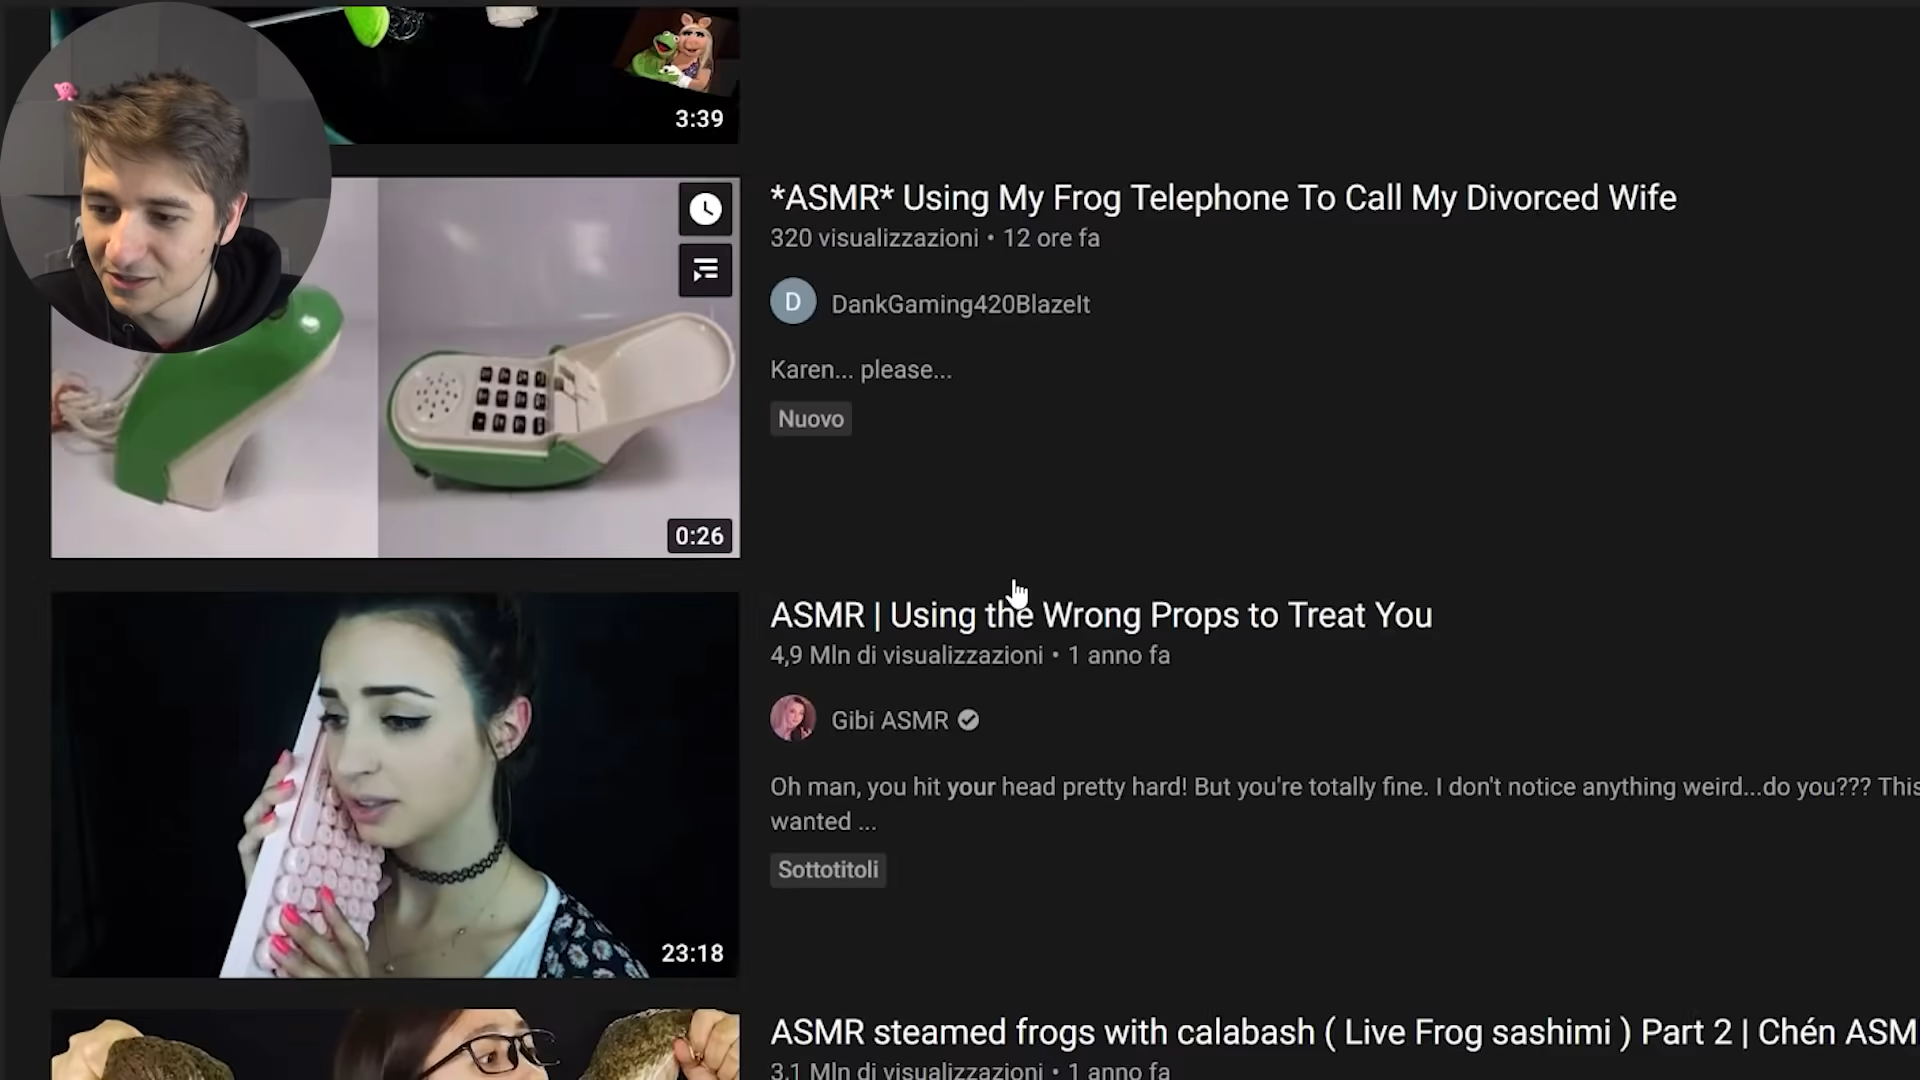 3:39
*ASMR* Using My Frog Telephone To Call My Divorced Wife
320 visualizzazioni • 12 ore fa
D
DankGaming420BlazeIt
Karen... please...
Nuovo
0:26
ASMR | Using the Wrong Props to Treat You
4,9 Mln di visualizzazioni • 1 anno fa
Gibi ASMR
Oh man, you hit your head pretty hard! But you're totally fine. I don't notice anything weird...do you??? This
wanted ...
Sottotitoli
23:18
ASMR steamed frogs with calabash ( Live Frog sashimi ) Part 2 | Chén ASM
3,1 Mln di visualizzazioni • 1 anno fa